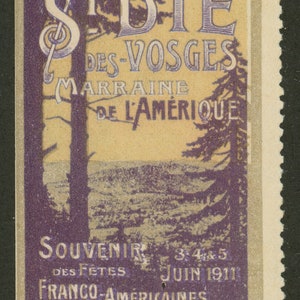 St DIÉ
DES-VOSGES
MARRAINE
DE L'AMÉRIQUE
SOUVENIR 3·4 & 5
DES FÊTES JUIN 1911
FRANCO-AMÉRICAINES